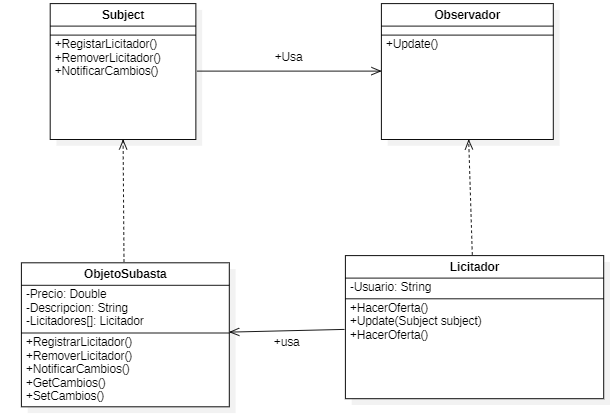 Subject
+RegistarLicitador()
+RemoverLicitador()
+NotificarCambios()
+Usa
Observador
+Update()
ObjetoSubasta
-Precio: Double
-Descripcion: String
-Licitadores[]: Licitador
+RegistrarLicitador()
+RemoverLicitador()
+NotificarCambios()
+GetCambios()
+SetCambios()
+usa
Licitador
-Usuario: String
+HacerOferta()
+Update(Subject subject)
+HacerOferta()